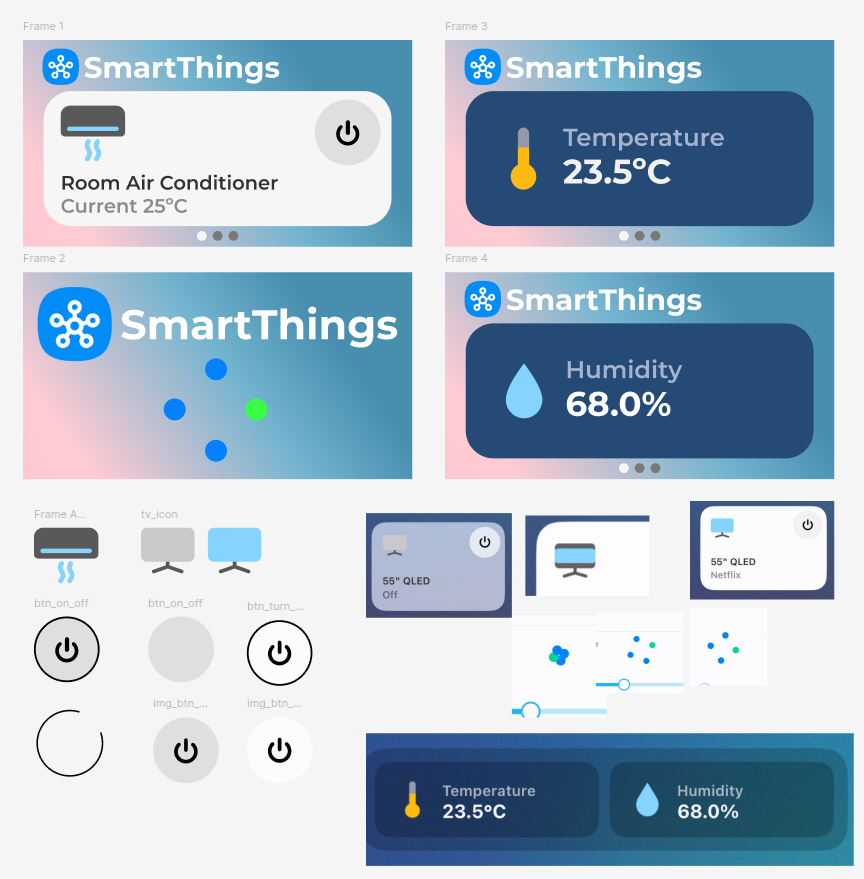 Frame 1
SmartThings
Room Air Conditioner
Current 25°C
Frame 3
SmartThings
Temperature
23.5°C
Frame 2
SmartThings
Frame 4
SmartThings
Humidity
68.0%
Frame A...
tv_icon
btn_on_off
btn_on_off
btn_turn_...
img_btn_...
img_btn_...
55" QLED
Off
55" QLED
Netflix
Temperature
23.5°C
Humidity
68.0%